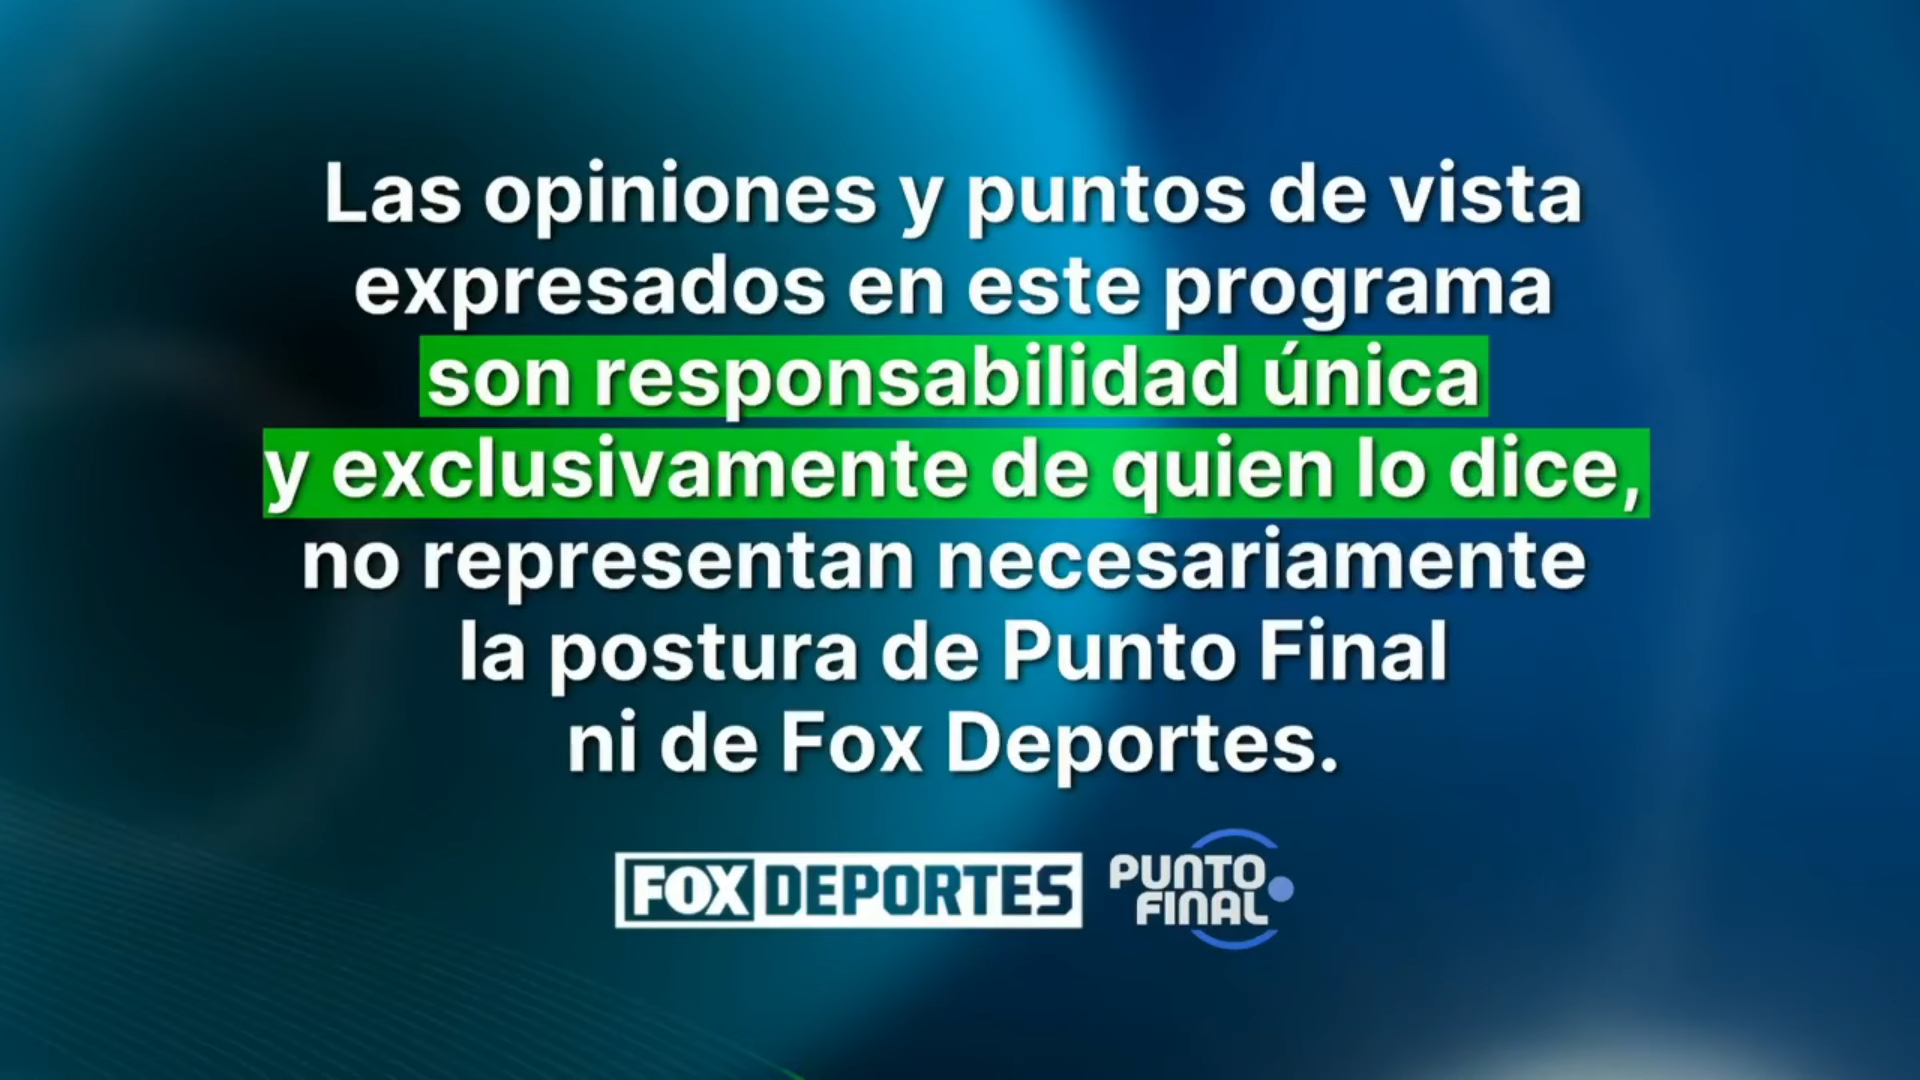 Las opiniones y puntos de vista
expresados en este programa
son responsabilidad única
y exclusivamente de quien lo dice,
no representan necesariamente
la postura de Punto Final
ni de Fox Deportes.
FOX DEPORTES
PUNTO
FINAL